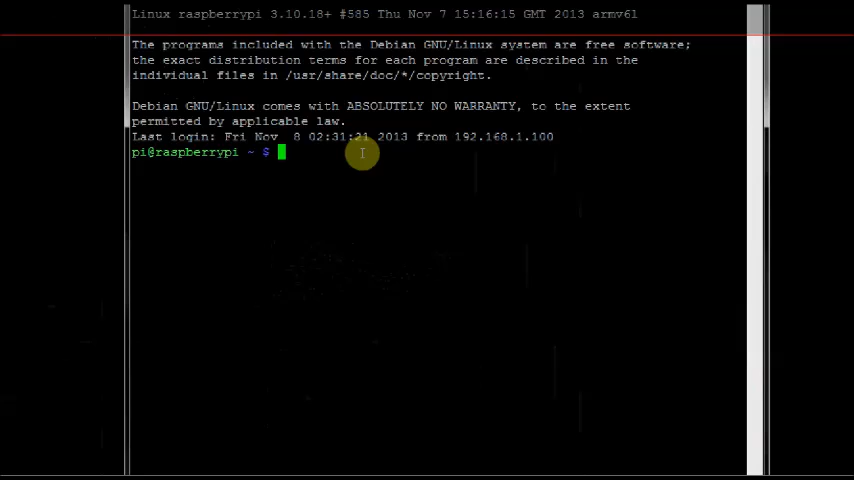 Linux raspberrypi 3.10.18+ #585 Thu Nov 7 15:16:15 GMT 2013 armv6l
The programs included with the Debian GNU/Linux system are free software;
the exact distribution terms for each program are described in the
individual files in /usr/share/doc/*/copyright.
Debian GNU/Linux comes with ABSOLUTELY NO WARRANTY, to the extent
permitted by applicable law.
Last login: Fri Nov  8 02:31:21 2013 from 192.168.1.100
pi@raspberrypi ~ $